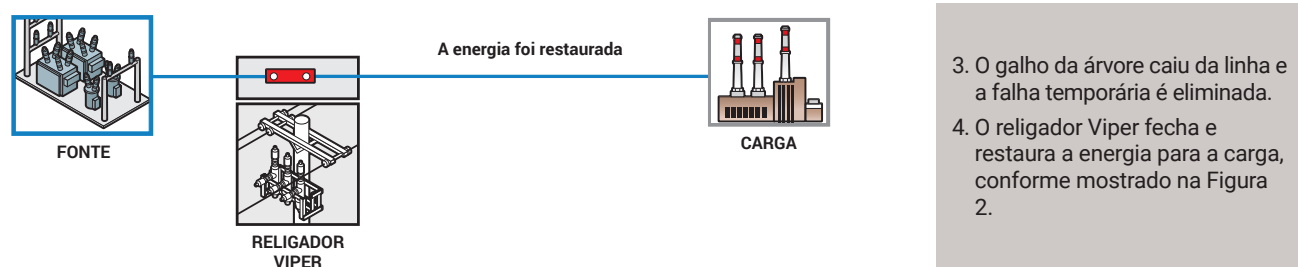 A energia foi restaurada
FONTE
CARGA
RELIGADOR
VIPER
3. O galho da árvore caiu da linha e
a falha temporária é eliminada.
4. O religador Viper fecha e
restaura a energia para a carga,
conforme mostrado na Figura
2.